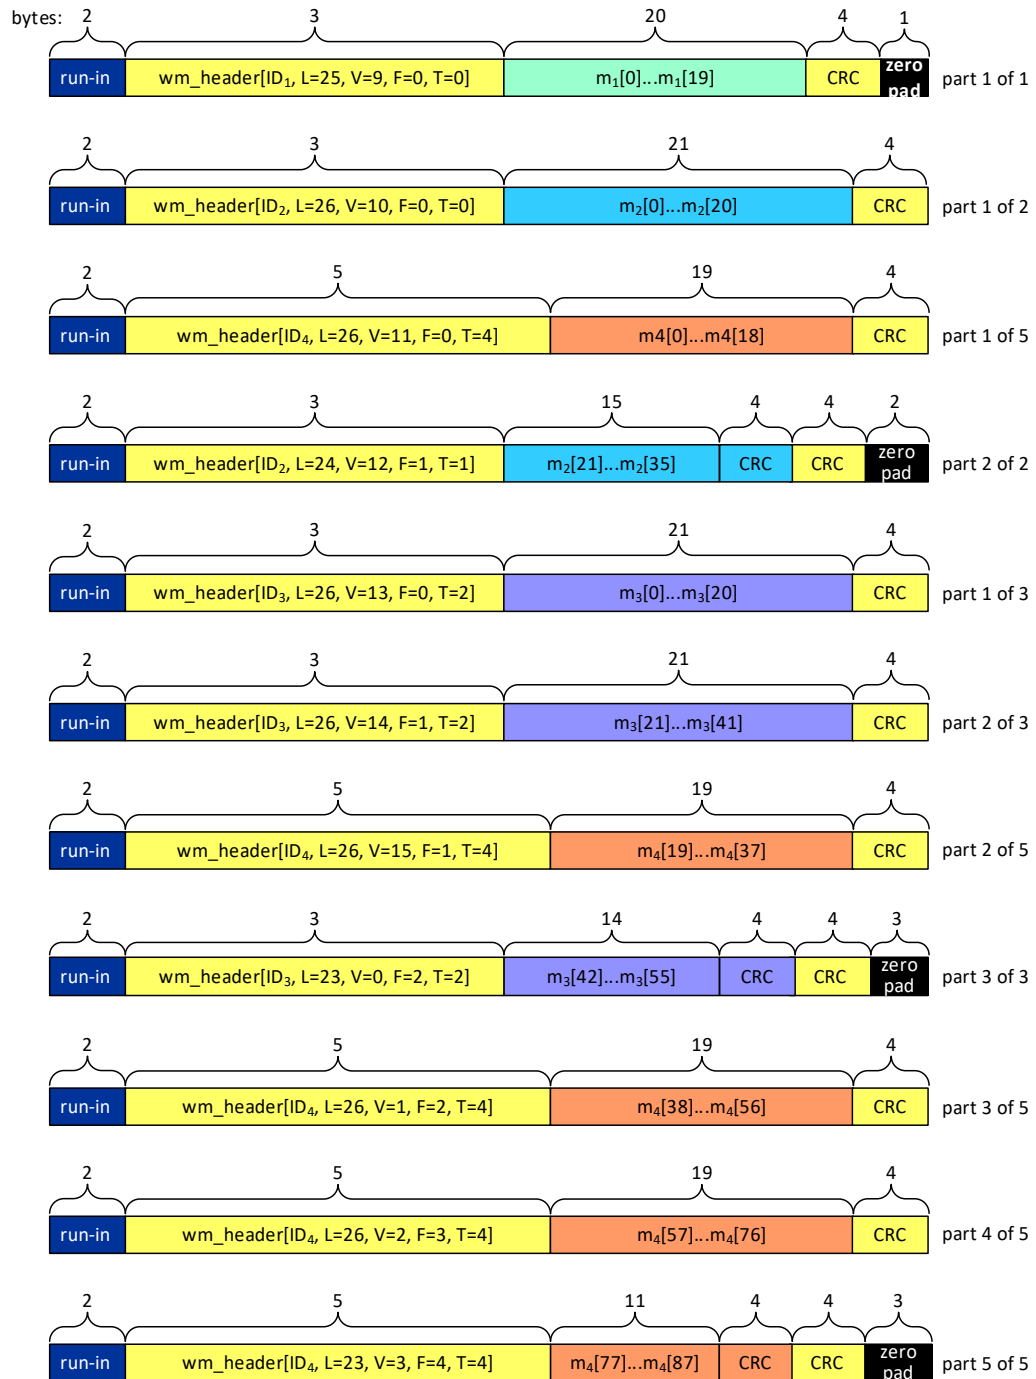 bytes: 2 3 20 4 1
run-in wm_header[ID₁, L=25, V=9, F=0, T=0] m₁[0]...m₁[19] CRC zero pad part 1 of 1
2 3 21 4
run-in wm_header[ID₂, L=26, V=10, F=0, T=0] m₂[0]...m₂[20] CRC part 1 of 2
2 5 19 4
run-in wm_header[ID₄, L=26, V=11, F=0, T=4] m4[0]...m4[18] CRC part 1 of 5
2 3 15 4 4 2
run-in wm_header[ID₂, L=24, V=12, F=1, T=1] m₂[21]...m₂[35] CRC CRC zero pad part 2 of 2
2 3 21 4
run-in wm_header[ID₃, L=26, V=13, F=0, T=2] m₃[0]...m₃[20] CRC part 1 of 3
2 3 21 4
run-in wm_header[ID₃, L=26, V=14, F=1, T=2] m₃[21]...m₃[41] CRC part 2 of 3
2 5 19 4
run-in wm_header[ID₄, L=26, V=15, F=1, T=4] m₄[19]...m₄[37] CRC part 2 of 5
2 3 14 4 4 3
run-in wm_header[ID₃, L=23, V=0, F=2, T=2] m₃[42]...m₃[55] CRC CRC zero pad part 3 of 3
2 5 19 4
run-in wm_header[ID₄, L=26, V=1, F=2, T=4] m₄[38]...m₄[56] CRC part 3 of 5
2 5 19 4
run-in wm_header[ID₄, L=26, V=2, F=3, T=4] m₄[57]...m₄[76] CRC part 4 of 5
2 5 11 4 4 3
run-in wm_header[ID₄, L=23, V=3, F=4, T=4] m₄[77]...m₄[87] CRC CRC zero pad part 5 of 5